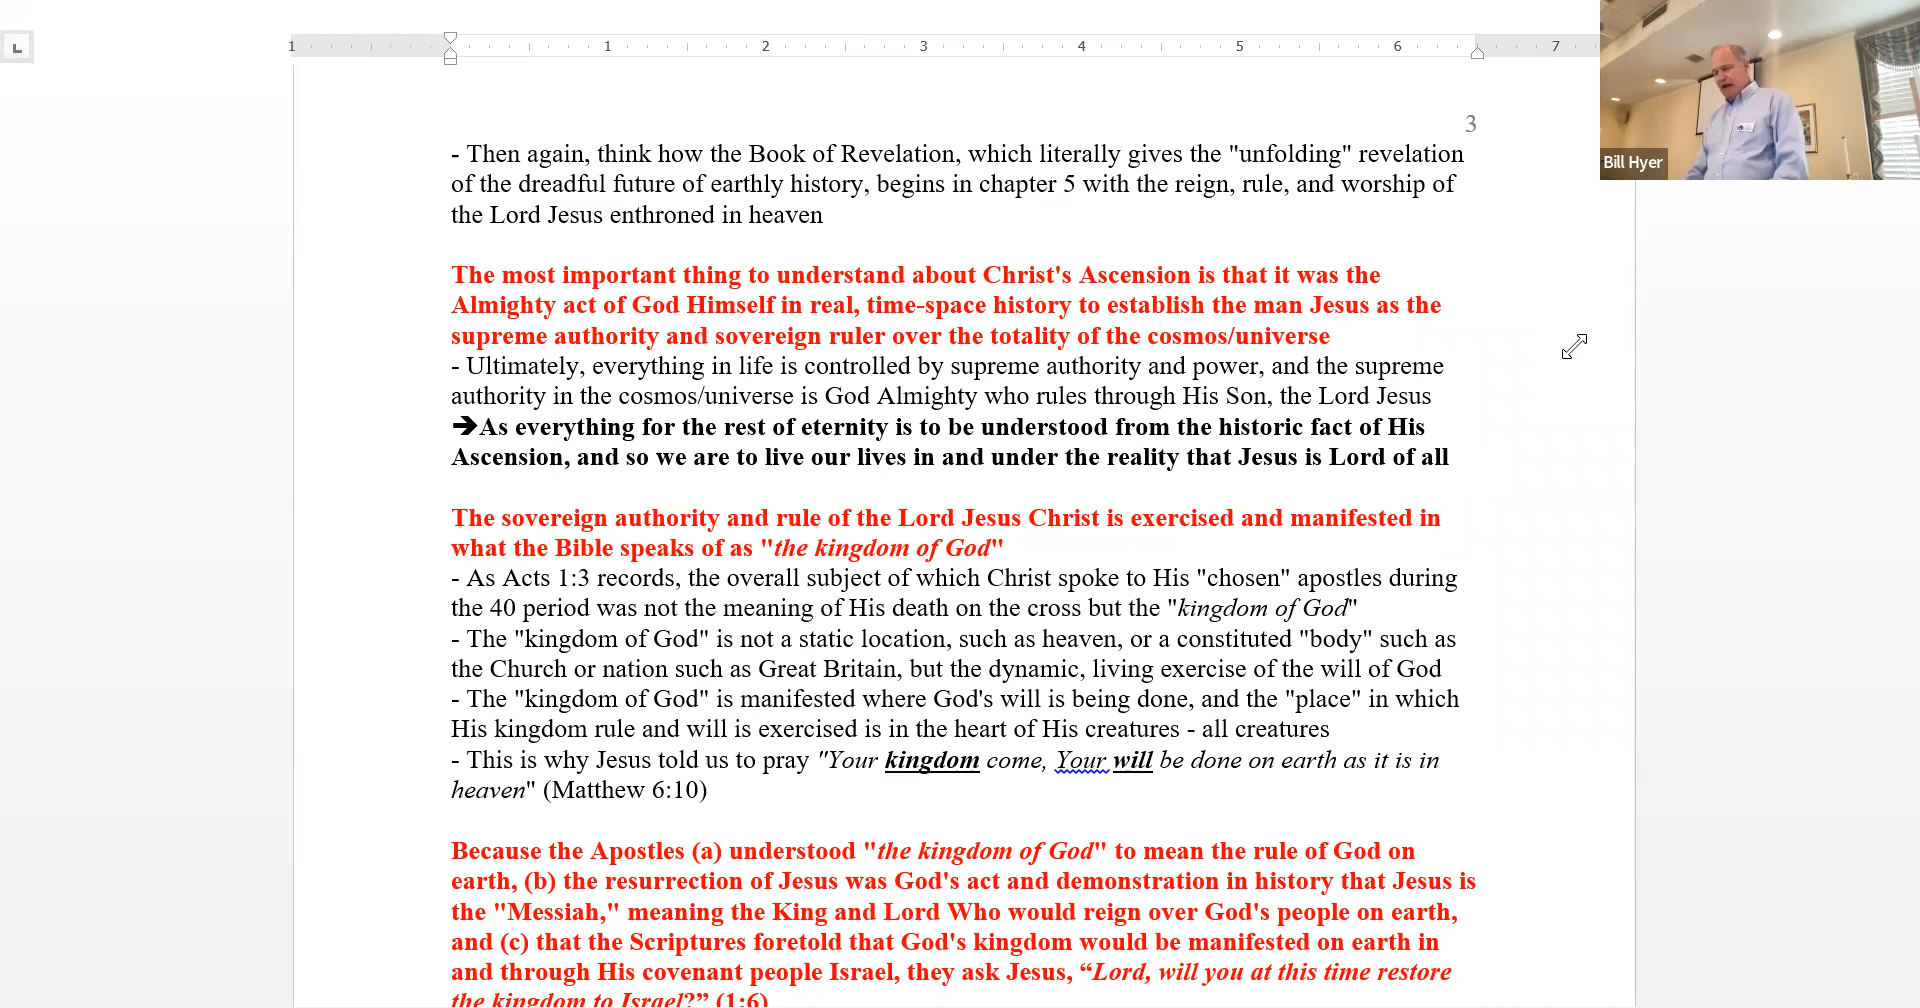 1 1 2 3 4 5 6 7
Bill Hyer
3
- Then again, think how the Book of Revelation, which literally gives the "unfolding" revelation
of the dreadful future of earthly history, begins in chapter 5 with the reign, rule, and worship of
the Lord Jesus enthroned in heaven
The most important thing to understand about Christ's Ascension is that it was the
Almighty act of God Himself in real, time-space history to establish the man Jesus as the
supreme authority and sovereign ruler over the totality of the cosmos/universe
- Ultimately, everything in life is controlled by supreme authority and power, and the supreme
authority in the cosmos/universe is God Almighty who rules through His Son, the Lord Jesus
➔As everything for the rest of eternity is to be understood from the historic fact of His
Ascension, and so we are to live our lives in and under the reality that Jesus is Lord of all
The sovereign authority and rule of the Lord Jesus Christ is exercised and manifested in
what the Bible speaks of as "the kingdom of God"
- As Acts 1:3 records, the overall subject of which Christ spoke to His "chosen" apostles during
the 40 period was not the meaning of His death on the cross but the "kingdom of God"
- The "kingdom of God" is not a static location, such as heaven, or a constituted "body" such as
the Church or nation such as Great Britain, but the dynamic, living exercise of the will of God
- The "kingdom of God" is manifested where God's will is being done, and the "place" in which
His kingdom rule and will is exercised is in the heart of His creatures - all creatures
- This is why Jesus told us to pray "Your kingdom come, Your will be done on earth as it is in
heaven" (Matthew 6:10)
Because the Apostles (a) understood "the kingdom of God" to mean the rule of God on
earth, (b) the resurrection of Jesus was God's act and demonstration in history that Jesus is
the "Messiah," meaning the King and Lord Who would reign over God's people on earth,
and (c) that the Scriptures foretold that God's kingdom would be manifested on earth in
and through His covenant people Israel, they ask Jesus, “Lord, will you at this time restore
the kingdom to Israel?” (1:6)